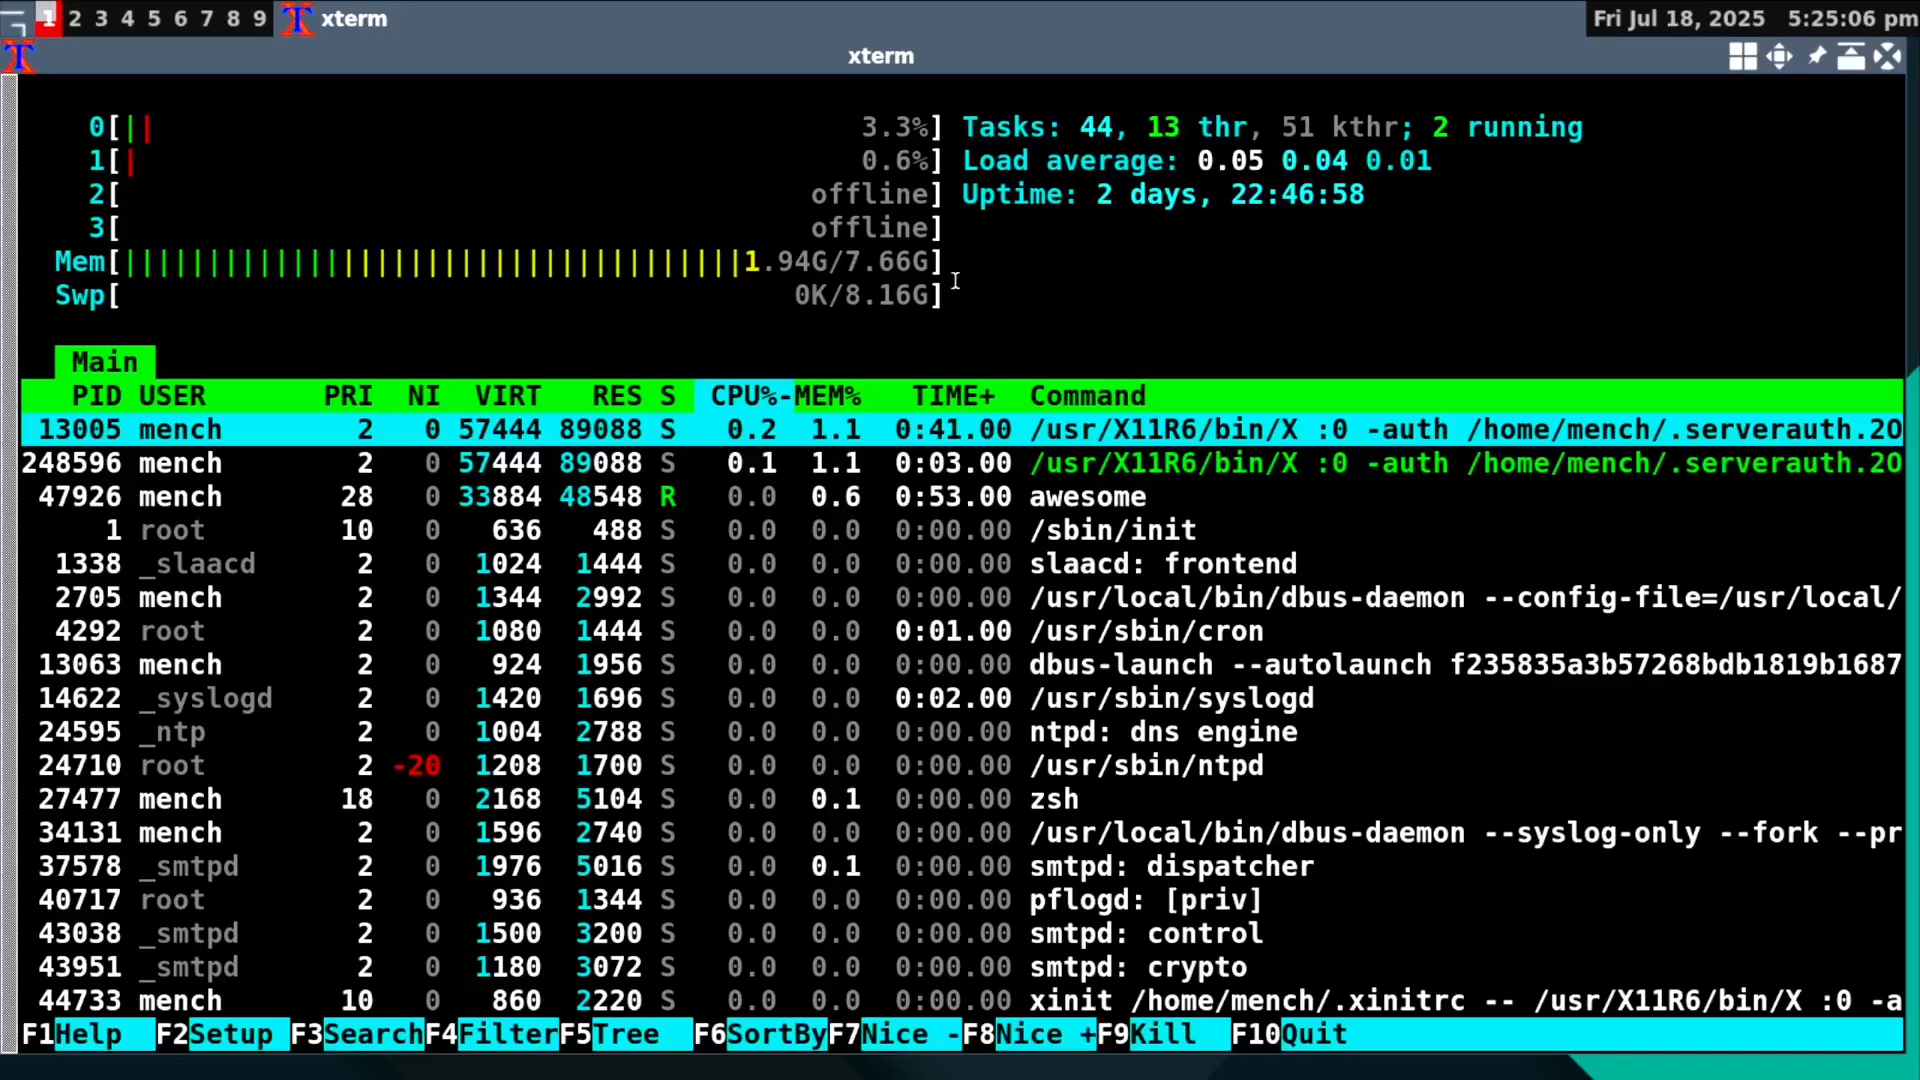 1 2 3 4 5 6 7 8 9 xterm Fri Jul 18, 2025 5:25:06 pm
xterm
0[|| 3.3%] Tasks: 44, 13 thr, 51 kthr; 2 running
1[| 0.6%] Load average: 0.05 0.04 0.01
2[ offline] Uptime: 2 days, 22:46:58
3[ offline]
Mem[||||||||||||||||||||||||||||||||||||||1.94G/7.66G]
Swp[ 0K/8.16G]
Main
PID USER PRI NI VIRT RES S CPU%-MEM% TIME+ Command
13005 mench 2 0 57444 89088 S 0.2 1.1 0:41.00 /usr/X11R6/bin/X :0 -auth /home/mench/.serverauth.2O
248596 mench 2 0 57444 89088 S 0.1 1.1 0:03.00 /usr/X11R6/bin/X :0 -auth /home/mench/.serverauth.2O
47926 mench 28 0 33884 48548 R 0.0 0.6 0:53.00 awesome
1 root 10 0 636 488 S 0.0 0.0 0:00.00 /sbin/init
1338 _slaacd 2 0 1024 1444 S 0.0 0.0 0:00.00 slaacd: frontend
2705 mench 2 0 1344 2992 S 0.0 0.0 0:00.00 /usr/local/bin/dbus-daemon --config-file=/usr/local/
4292 root 2 0 1080 1444 S 0.0 0.0 0:01.00 /usr/sbin/cron
13063 mench 2 0 924 1956 S 0.0 0.0 0:00.00 dbus-launch --autolaunch f235835a3b57268bdb1819b1687
14622 _syslogd 2 0 1420 1696 S 0.0 0.0 0:02.00 /usr/sbin/syslogd
24595 _ntp 2 0 1004 2788 S 0.0 0.0 0:00.00 ntpd: dns engine
24710 root 2 -20 1208 1700 S 0.0 0.0 0:00.00 /usr/sbin/ntpd
27477 mench 18 0 2168 5104 S 0.0 0.1 0:00.00 zsh
34131 mench 2 0 1596 2740 S 0.0 0.0 0:00.00 /usr/local/bin/dbus-daemon --syslog-only --fork --pr
37578 _smtpd 2 0 1976 5016 S 0.0 0.1 0:00.00 smtpd: dispatcher
40717 root 2 0 936 1344 S 0.0 0.0 0:00.00 pflogd: [priv]
43038 _smtpd 2 0 1500 3200 S 0.0 0.0 0:00.00 smtpd: control
43951 _smtpd 2 0 1180 3072 S 0.0 0.0 0:00.00 smtpd: crypto
44733 mench 10 0 860 2220 S 0.0 0.0 0:00.00 xinit /home/mench/.xinitrc -- /usr/X11R6/bin/X :0 -a
F1Help F2Setup F3SearchF4FilterF5Tree F6SortByF7Nice -F8Nice +F9Kill F10Quit